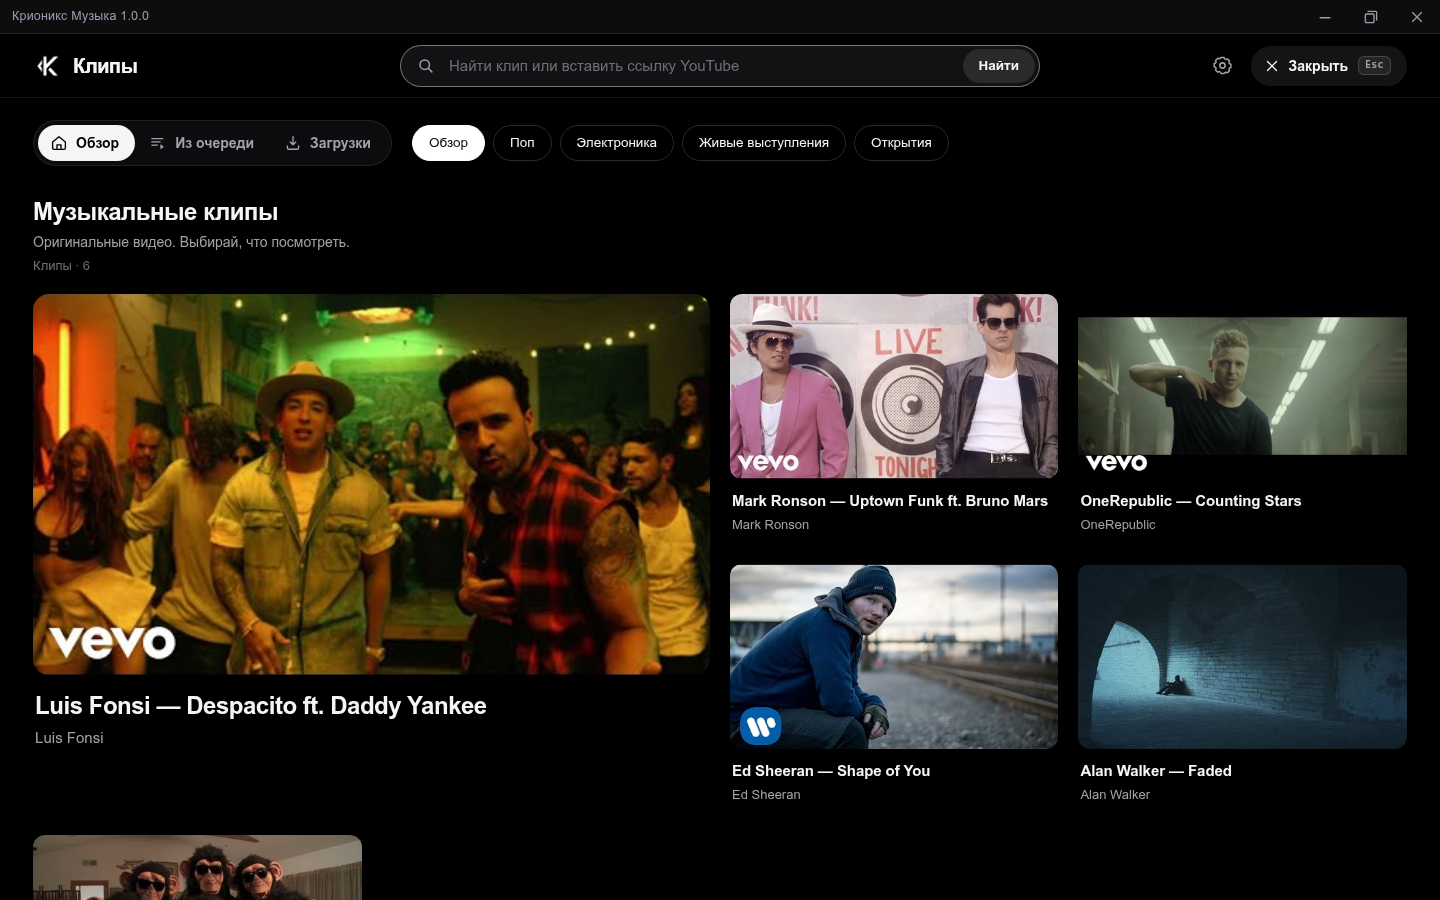 Крионикс Музыка 1.0.0
Клипы
Найти клип или вставить ссылку YouTube
Найти
Закрыть
Esc
Обзор
Из очереди
Загрузки
Обзор
Поп
Электроника
Живые выступления
Открытия
Музыкальные клипы
Оригинальные видео. Выбирай, что посмотреть.
Клипы · 6
vevo
Luis Fonsi — Despacito ft. Daddy Yankee
Luis Fonsi
FUNK!
LIVE
TONIGH
vevo
Mark Ronson — Uptown Funk ft. Bruno Mars
Mark Ronson
vevo
OneRepublic — Counting Stars
OneRepublic
Ed Sheeran — Shape of You
Ed Sheeran
Alan Walker — Faded
Alan Walker